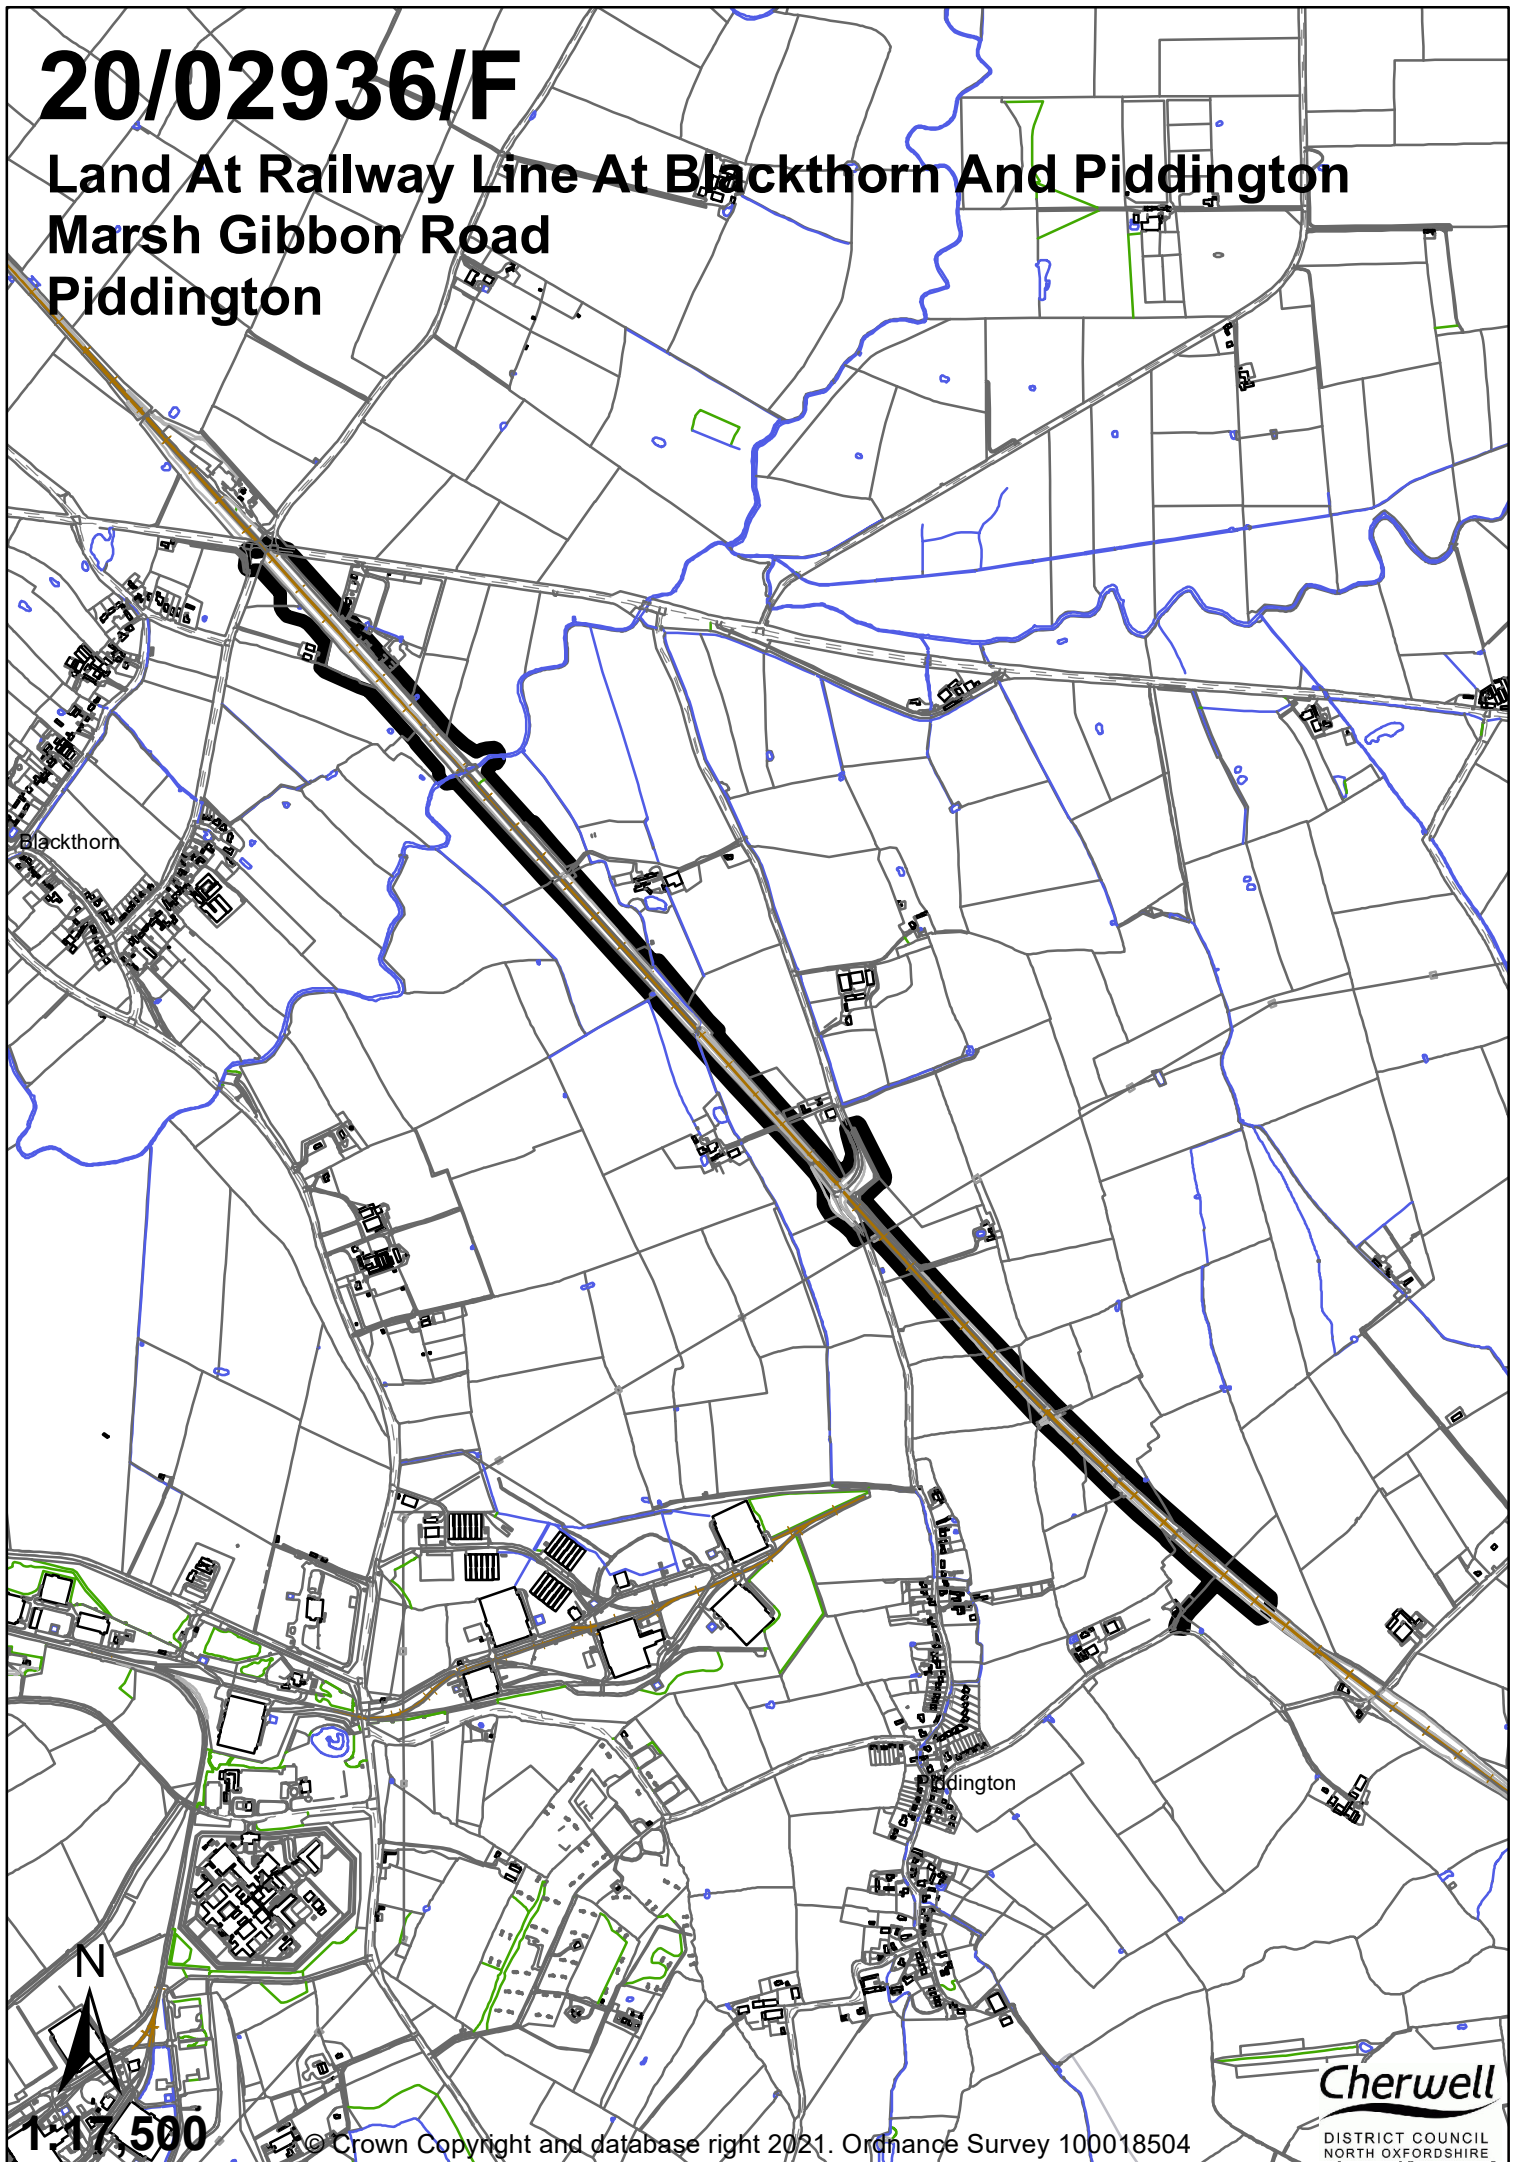 20/02936/F
Land At Railway Line At Blackthorn And Piddington
Marsh Gibbon Road
Piddington
Blackthorn
Piddington
N
1:17,500
© Crown Copyright and database right 2021. Ordnance Survey 100018504
Cherwell
DISTRICT COUNCIL
NORTH OXFORDSHIRE